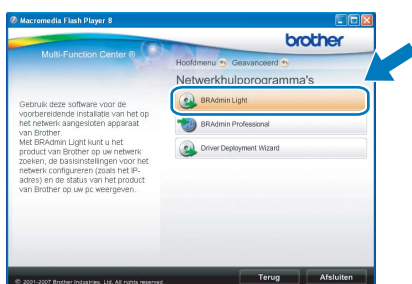 Macromedia Flash Player 8
brother
Multi-Function Center ®
Hoofdmenu Geavanceerd
Netwerkhulpprogramma's
BRAdmin Light
BRAdmin Professional
Driver Deployment Wizard
Gebruik deze software voor de
voorbereidende installatie van het op
het netwerk aangesloten apparaat
van Brother.
Met BRAdmin Light kunt u het
product van Brother op uw netwerk
zoeken, de basisinstellingen voor het
netwerk configureren (zoals het IP-
adres) en de status van het product
van Brother op uw pc weergeven.
© 2001-2007 Brother Industries, Ltd. All rights reserved.
Terug
Afsluiten